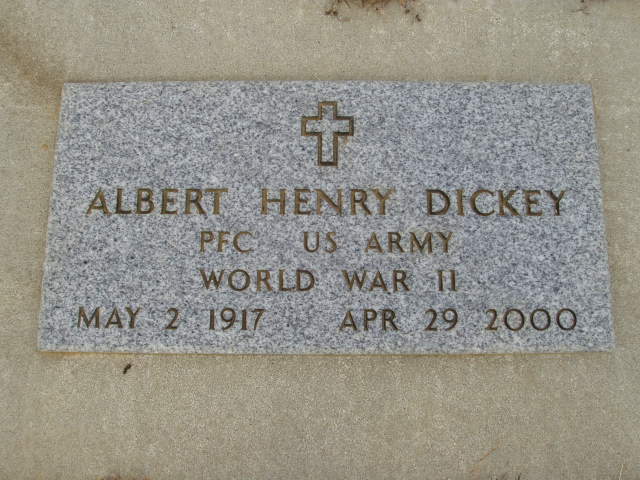 ALBERT HENRY DICKEY
PFC US ARMY
WORLD WAR II
MAY 2 1917 APR 29 2000